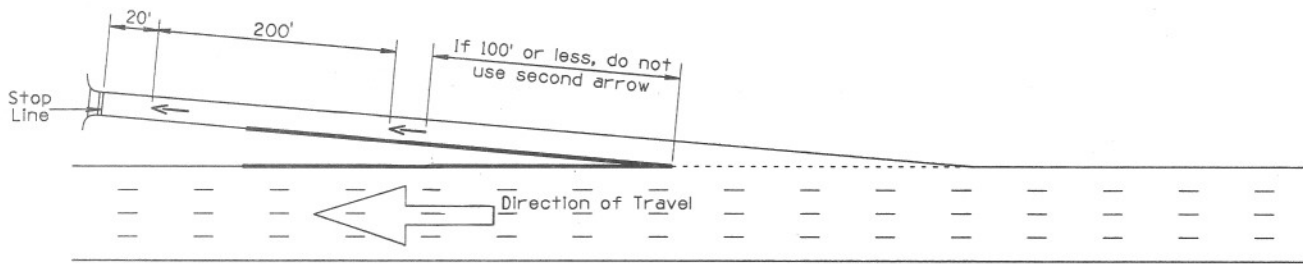 20'
200'
If 100' or less, do not
use second arrow
Stop
Line
Direction of Travel